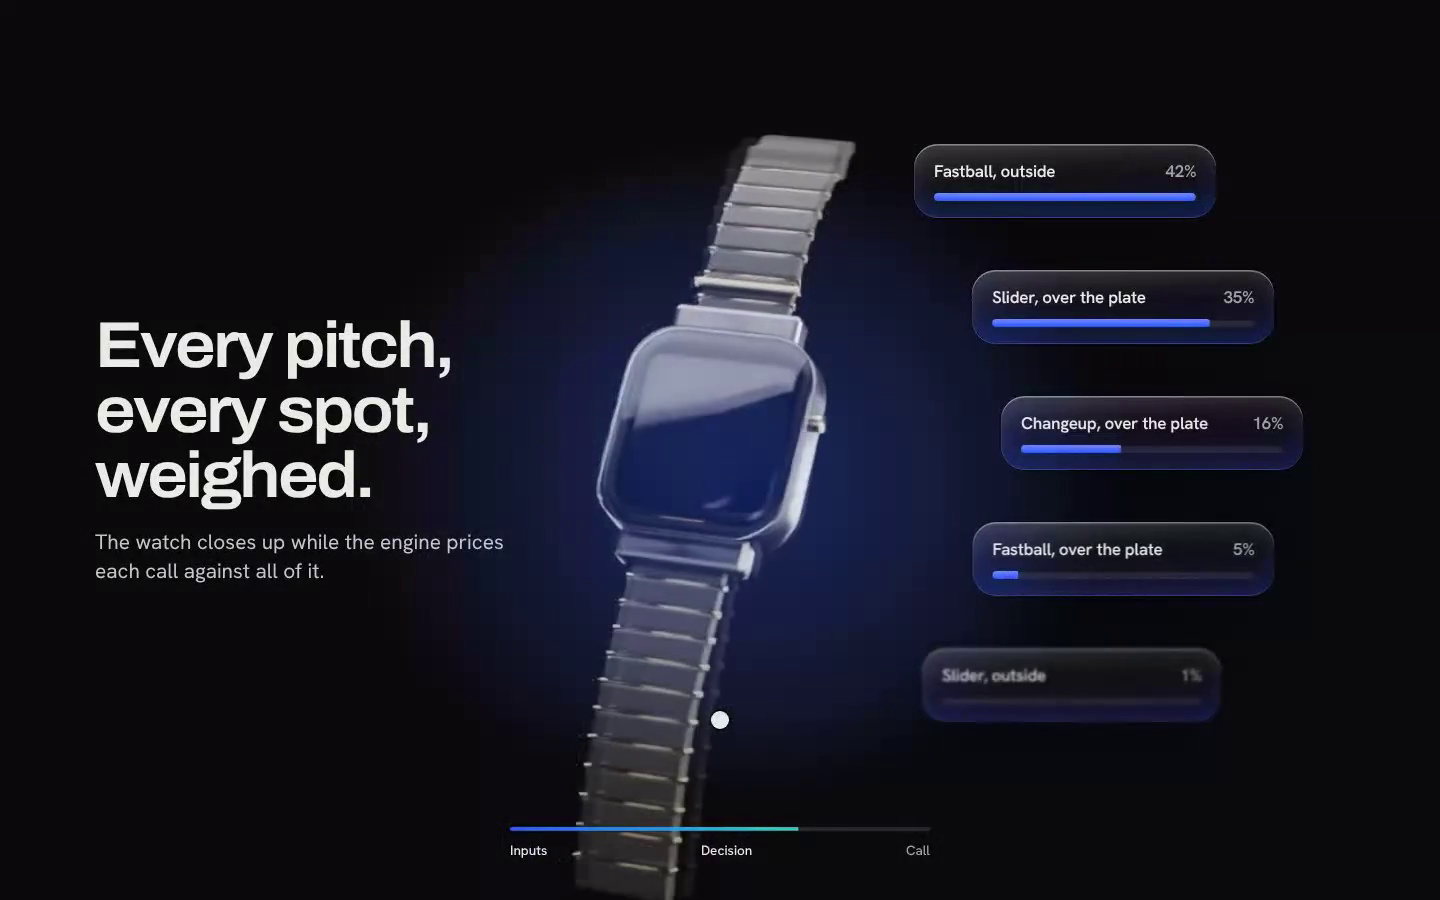 Every pitch,
every spot,
weighed.
The watch closes up while the engine prices
each call against all of it.
Fastball, outside 42%
Slider, over the plate 35%
Changeup, over the plate 16%
Fastball, over the plate 5%
Slider, outside 1%
Inputs Decision Call